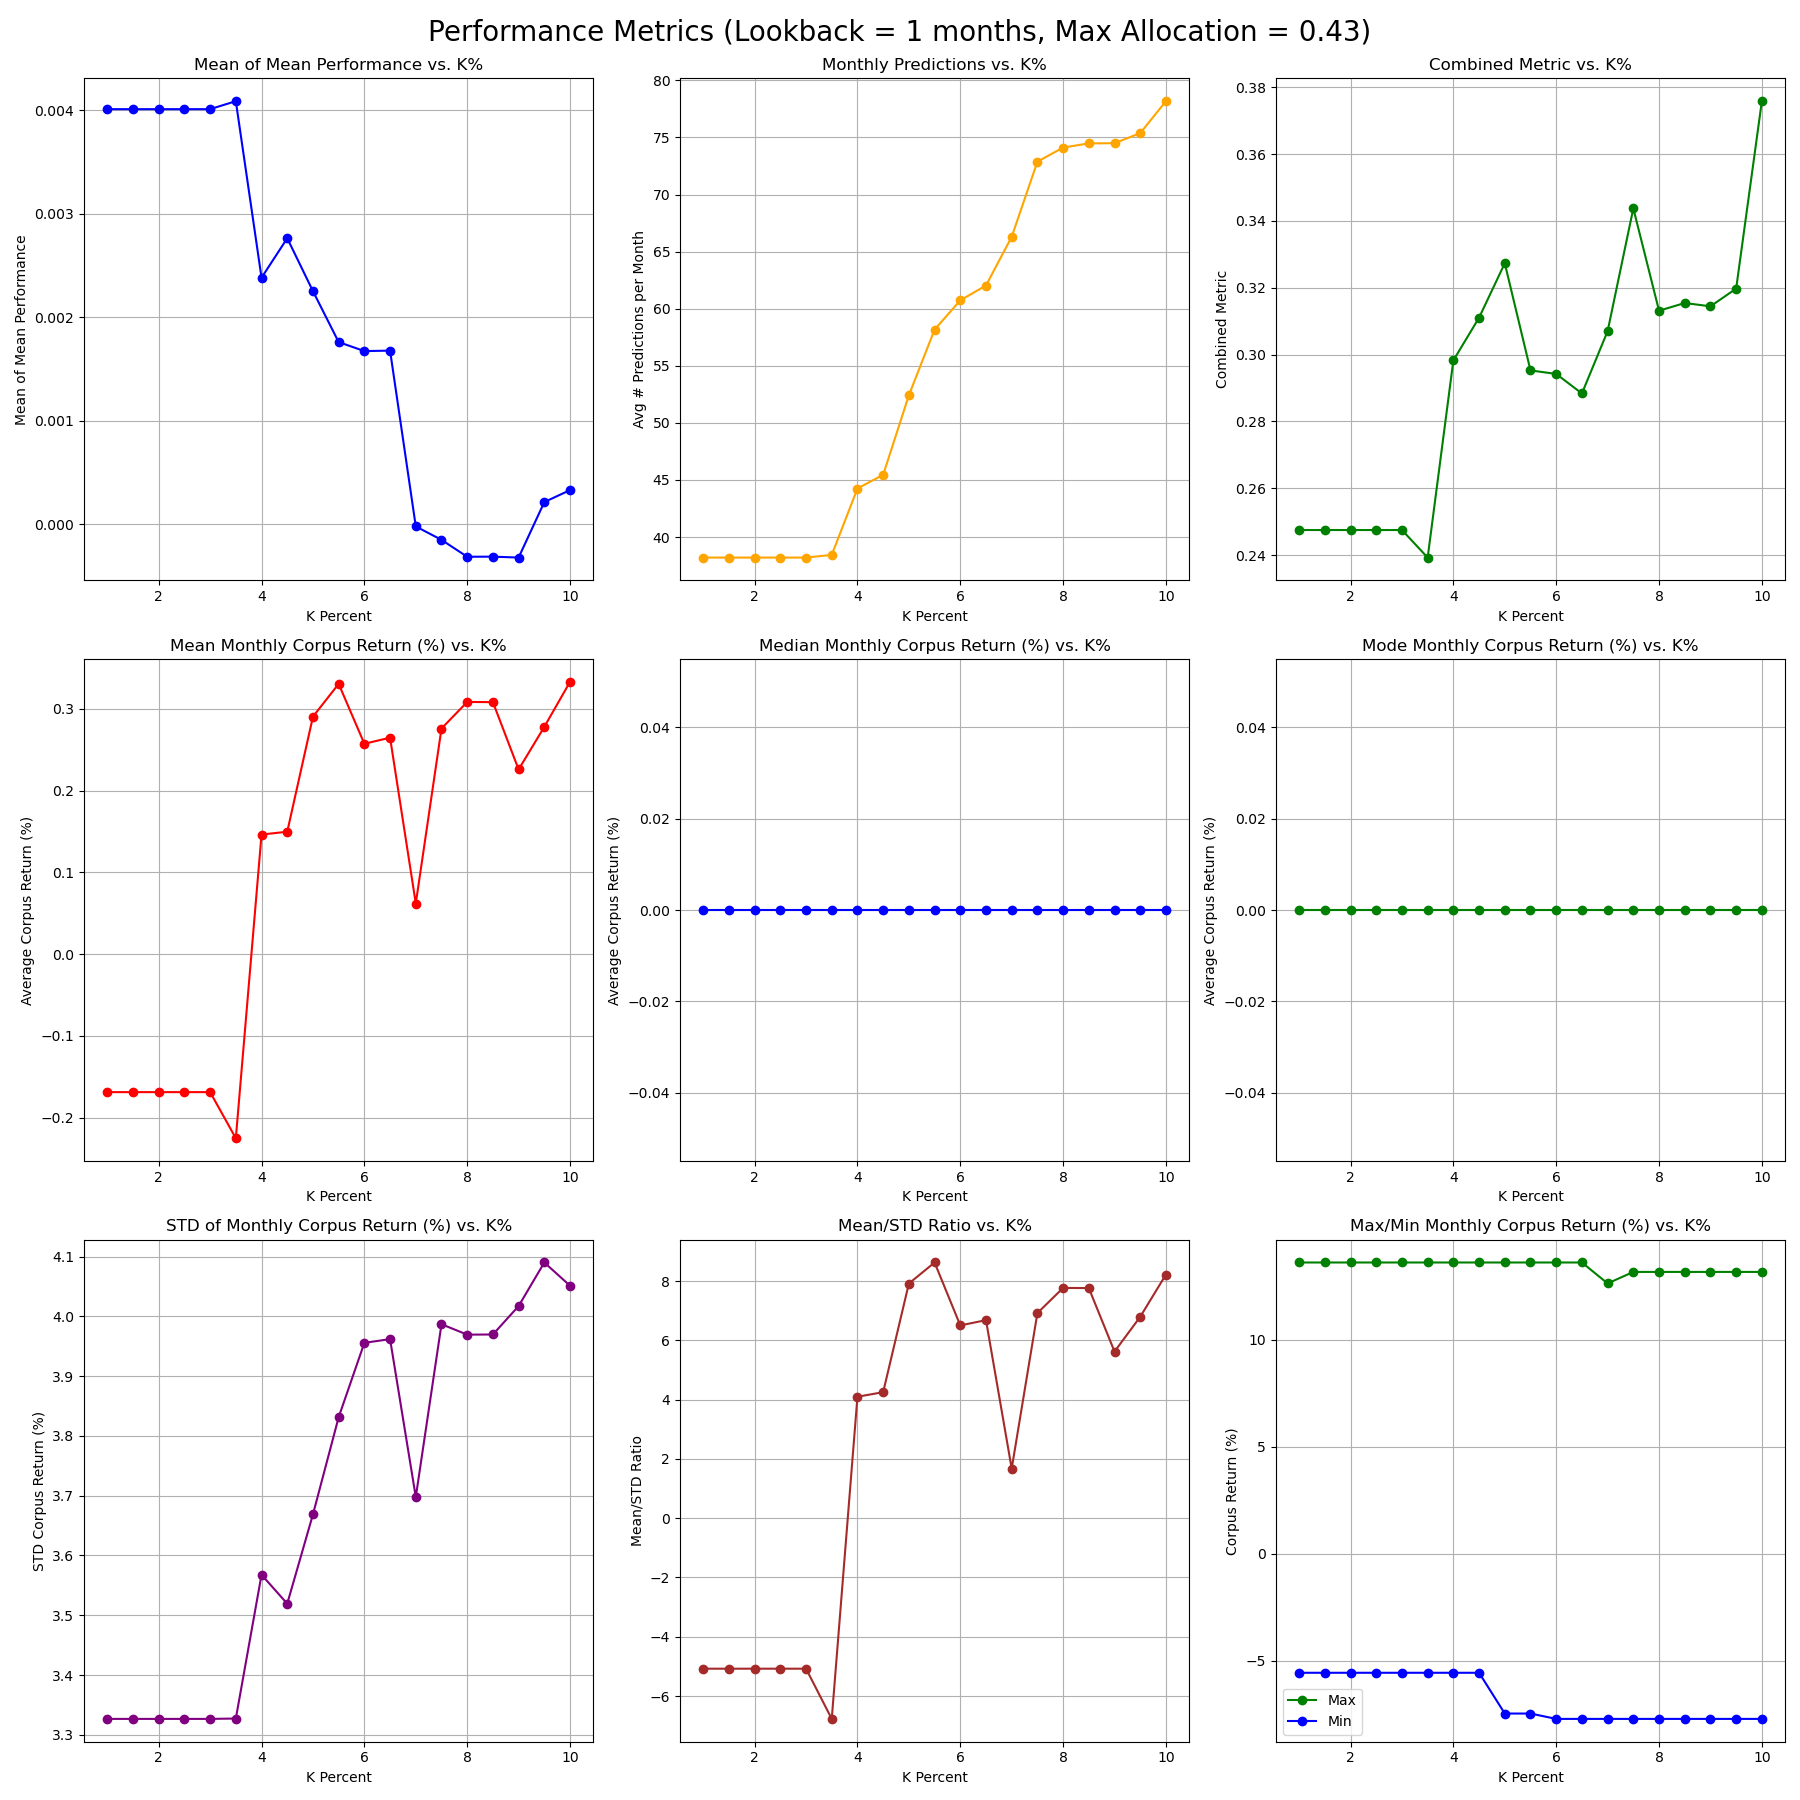 Performance Metrics (Lookback = 1 months, Max Allocation = 0.43)
Mean of Mean Performance vs. K%
Mean of Mean Performance
0.004
0.003
0.002
0.001
0.000
2 4 6 8 10
K Percent
Monthly Predictions vs. K%
Avg # Predictions per Month
80
75
70
65
60
55
50
45
40
2 4 6 8 10
K Percent
Combined Metric vs. K%
Combined Metric
0.38
0.36
0.34
0.32
0.30
0.28
0.26
0.24
2 4 6 8 10
K Percent
Mean Monthly Corpus Return (%) vs. K%
Average Corpus Return (%)
0.3
0.2
0.1
0.0
−0.1
−0.2
2 4 6 8 10
K Percent
Median Monthly Corpus Return (%) vs. K%
Average Corpus Return (%)
0.04
0.02
0.00
−0.02
−0.04
2 4 6 8 10
K Percent
Mode Monthly Corpus Return (%) vs. K%
Average Corpus Return (%)
0.04
0.02
0.00
−0.02
−0.04
2 4 6 8 10
K Percent
STD of Monthly Corpus Return (%) vs. K%
STD Corpus Return (%)
4.1
4.0
3.9
3.8
3.7
3.6
3.5
3.4
3.3
2 4 6 8 10
K Percent
Mean/STD Ratio vs. K%
Mean/STD Ratio
8
6
4
2
0
−2
−4
−6
2 4 6 8 10
K Percent
Max/Min Monthly Corpus Return (%) vs. K%
Corpus Return (%)
10
5
0
−5
Max
Min
2 4 6 8 10
K Percent